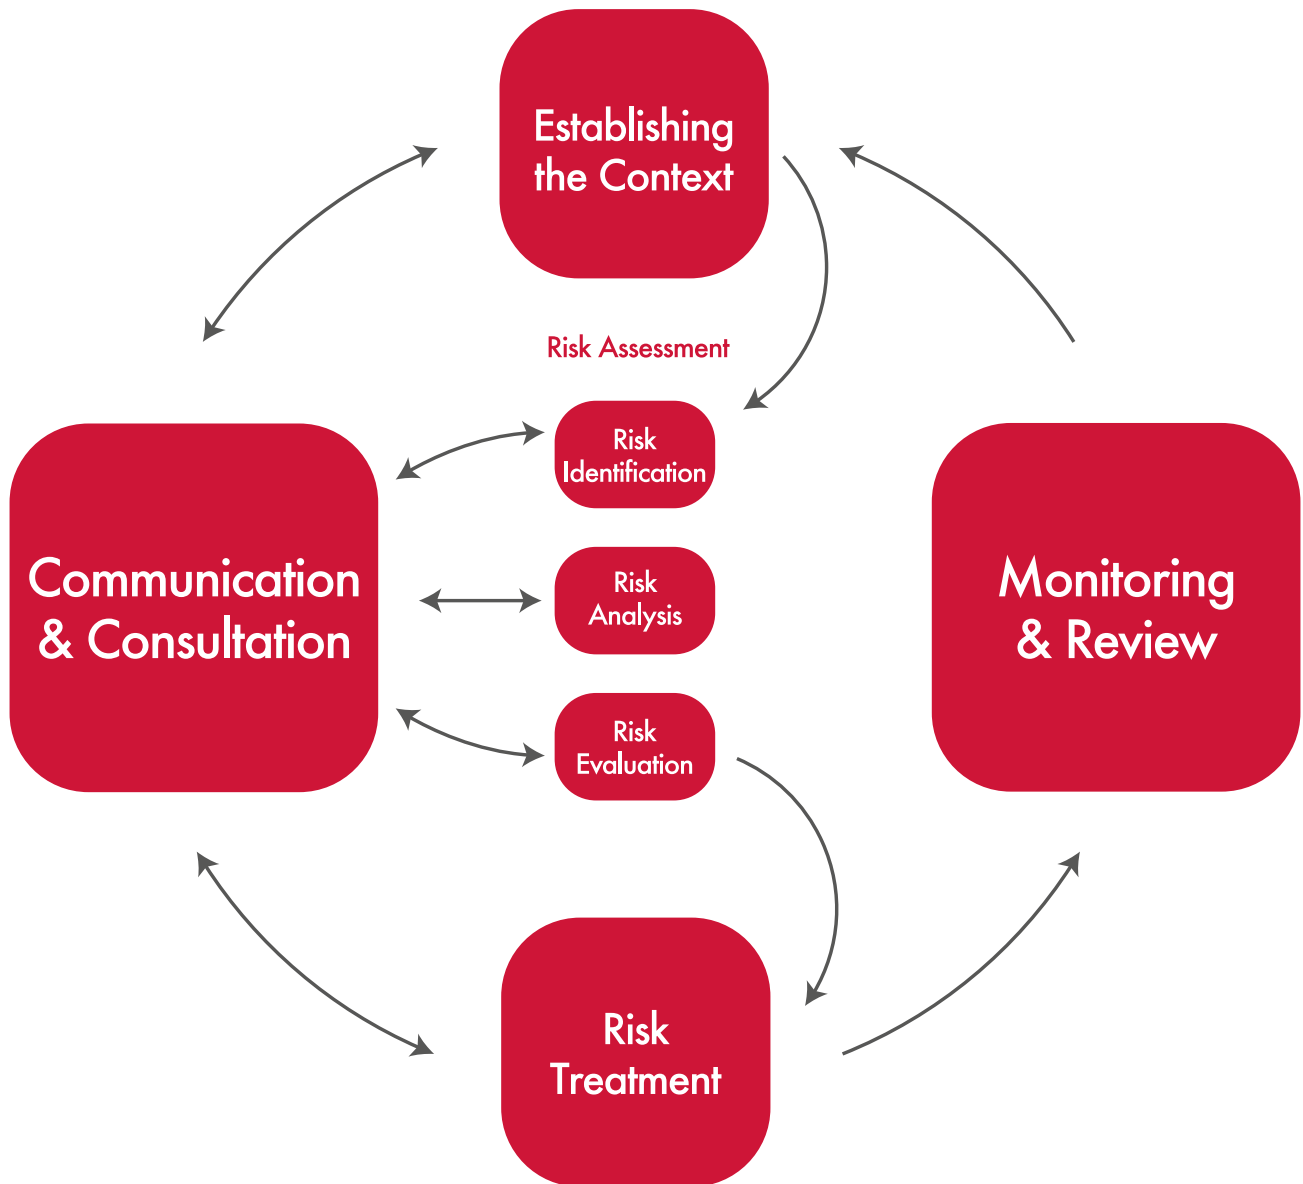 Establishing
the Context
Risk Assessment
Risk
Identification
Communication
& Consultation
Risk
Analysis
Monitoring
& Review
Risk
Evaluation
Risk
Treatment